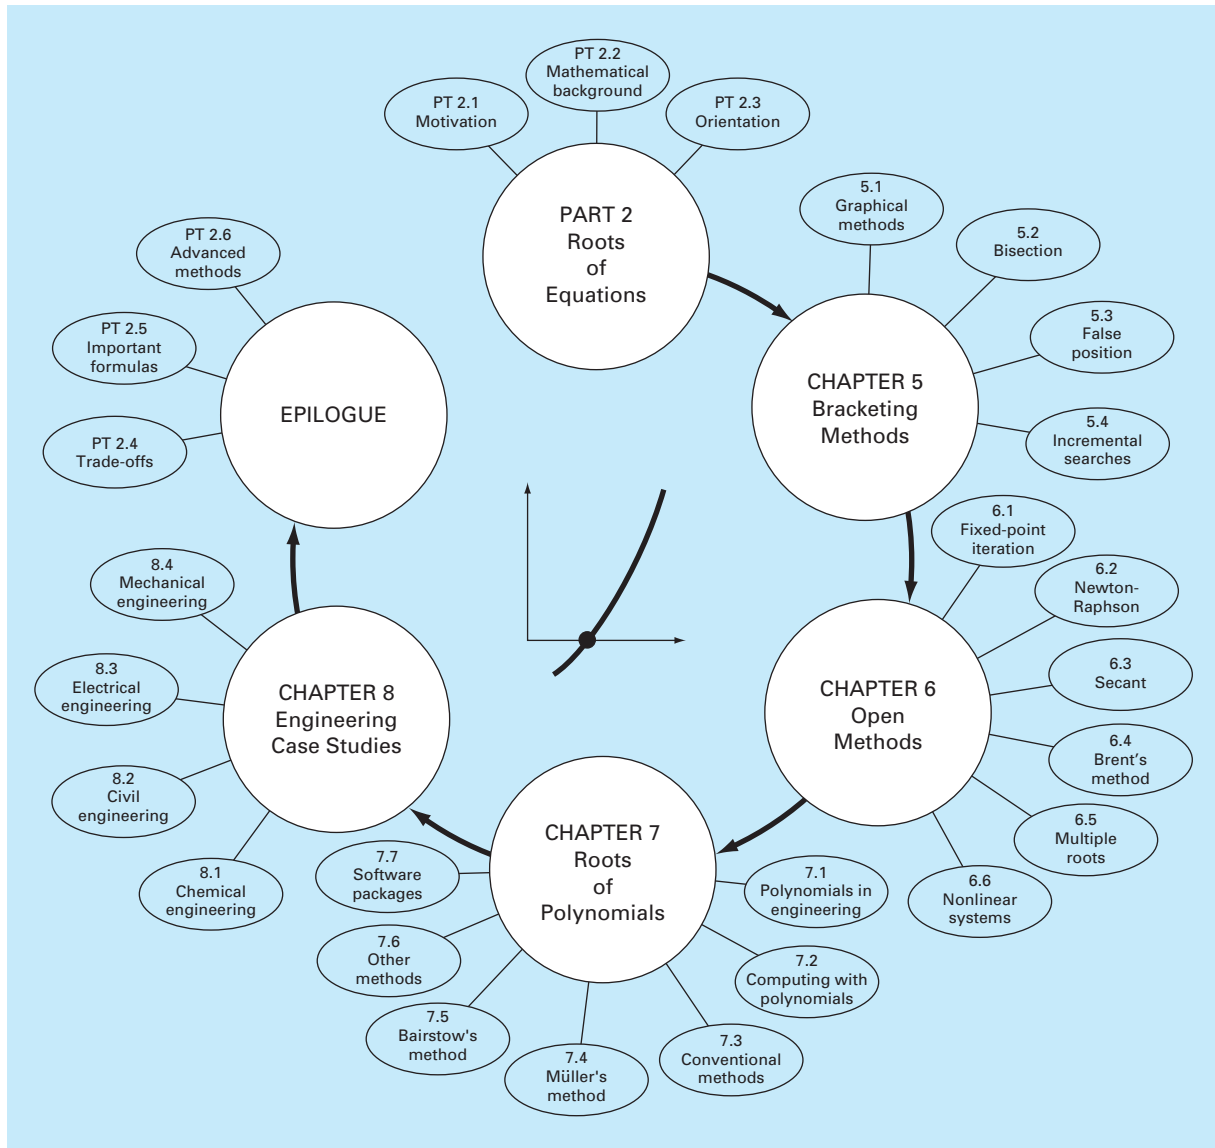 PT 2.1
Motivation
PT 2.2
Mathematical
background
PT 2.3
Orientation
PART 2
Roots
of
Equations
5.1
Graphical
methods
5.2
Bisection
5.3
False
position
5.4
Incremental
searches
CHAPTER 5
Bracketing
Methods
6.1
Fixed-point
iteration
6.2
Newton-
Raphson
6.3
Secant
6.4
Brent’s
method
6.5
Multiple
roots
6.6
Nonlinear
systems
CHAPTER 6
Open
Methods
CHAPTER 7
Roots
of
Polynomials
7.1
Polynomials in
engineering
7.2
Computing with
polynomials
7.3
Conventional
methods
7.4
Müller's
method
7.5
Bairstow's
method
7.6
Other
methods
7.7
Software
packages
CHAPTER 8
Engineering
Case Studies
8.1
Chemical
engineering
8.2
Civil
engineering
8.3
Electrical
engineering
8.4
Mechanical
engineering
EPILOGUE
PT 2.4
Trade-offs
PT 2.5
Important
formulas
PT 2.6
Advanced
methods